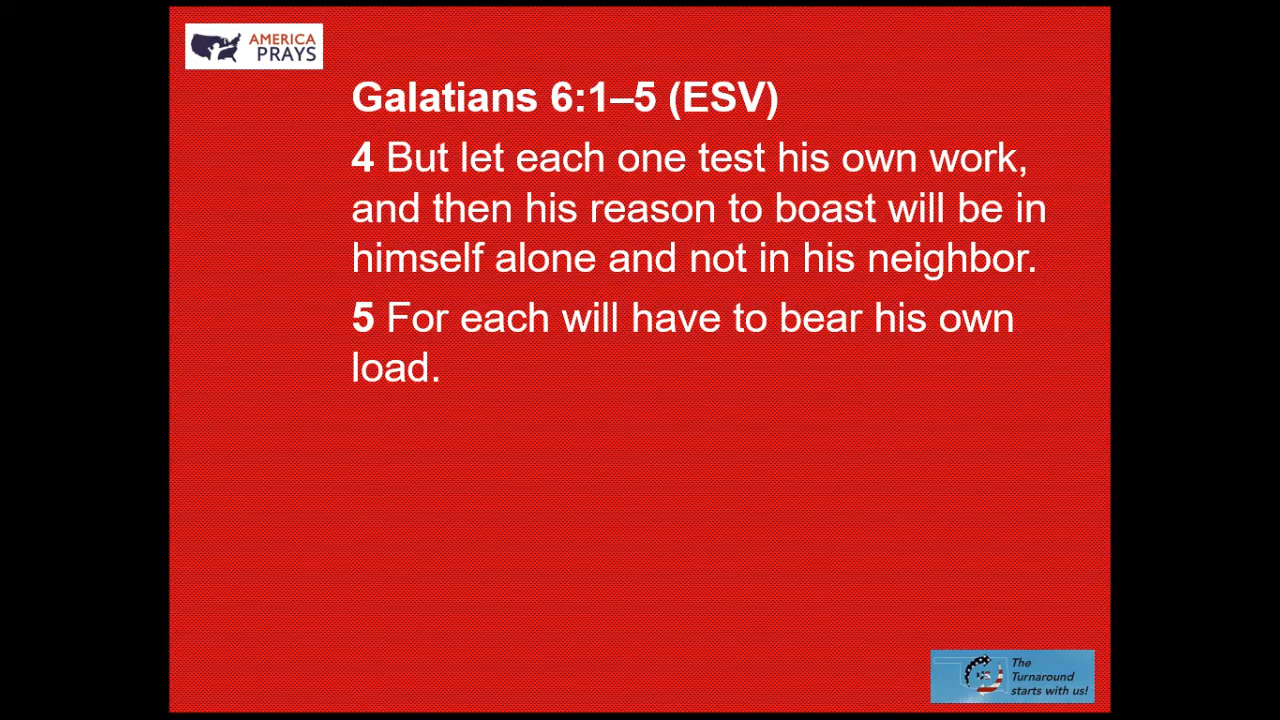 AMERICA
PRAYS
Galatians 6:1–5 (ESV)
4 But let each one test his own work,
and then his reason to boast will be in
himself alone and not in his neighbor.
5 For each will have to bear his own
load.
The
Turnaround
starts with us!